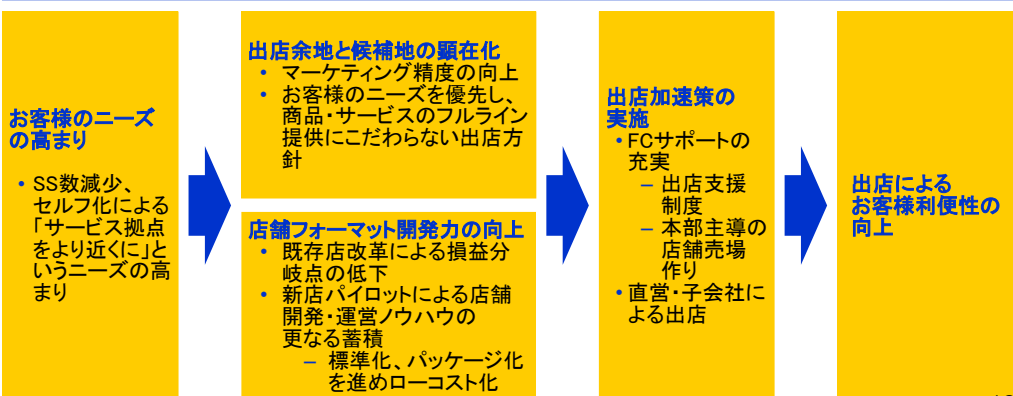 お客様のニーズ
の高まり
• SS数減少、
セルフ化による
「サービス拠点
をより近くに」と
いうニーズの高
まり
出店余地と候補地の顕在化
• マーケティング精度の向上
• お客様のニーズを優先し、
商品・サービスのフルライン
提供にこだわらない出店方
針
店舗フォーマット開発力の向上
• 既存店改革による損益分
岐点の低下
• 新店パイロットによる店舗
開発・運営ノウハウの
更なる蓄積
– 標準化、パッケージ化
を進めローコスト化
出店加速策の
実施
• FCサポートの
充実
– 出店支援
制度
– 本部主導の
店舗売場
作り
• 直営・子会社に
よる出店
出店による
お客様利便性の
向上